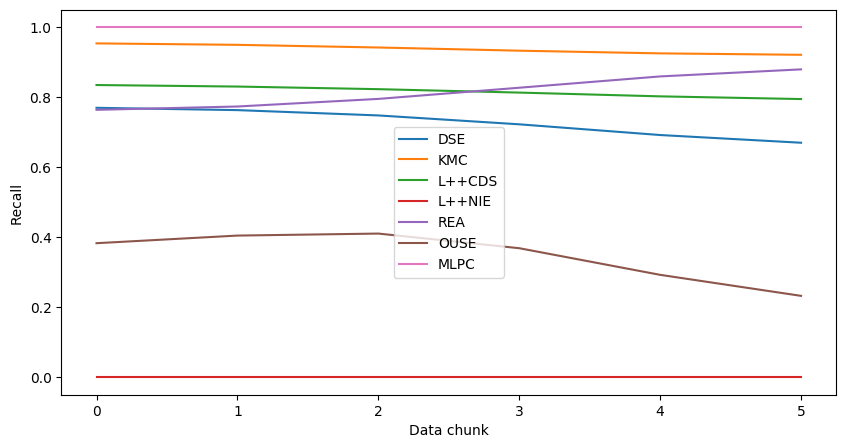 1.0
0.8
0.6
0.4
0.2
0.0
Recall
DSE
KMC
L++CDS
L++NIE
REA
OUSE
MLPC
0 1 2 3 4 5
Data chunk